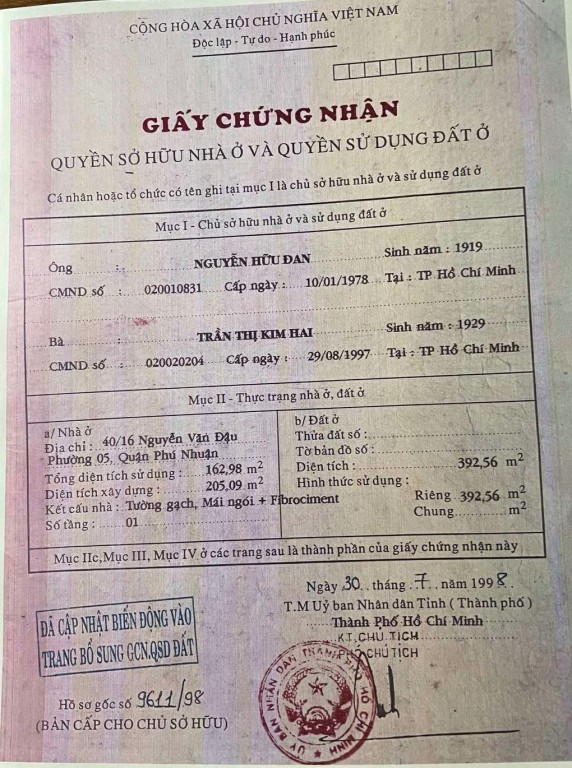 CỘNG HÒA XÃ HỘI CHỦ NGHĨA VIỆT NAM
Độc lập - Tự do - Hạnh phúc
GIẤY CHỨNG NHẬN
QUYỀN SỞ HỮU NHÀ Ở VÀ QUYỀN SỬ DỤNG ĐẤT Ở
Cá nhân hoặc tổ chức có tên ghi tại mục I là chủ sở hữu nhà ở và sử dụng đất ở
Mục I - Chủ sở hữu nhà ở và sử dụng đất ở
Ông : NGUYỄN HỮU ĐAN Sinh năm : 1919
CMND số : 020010831 Cấp ngày : 10/01/1978 Tại : TP Hồ Chí Minh
Bà : TRẦN THỊ KIM HAI Sinh năm : 1929
CMND số : 020020204 Cấp ngày : 29/08/1997 Tại : TP Hồ Chí Minh
Mục II - Thực trạng nhà ở, đất ở
a/ Nhà ở
Địa chỉ : 40/16 Nguyễn Văn Đậu
Phường 05, Quận Phú Nhuận
Tổng diện tích sử dụng : 162,98 m²
Diện tích xây dựng : 205,09 m²
Kết cấu nhà : Tường gạch, Mái ngói + Fibrociment
Số tầng : 01
b/ Đất ở
Thửa đất số :
Tờ bản đồ số :
Diện tích : 392,56 m²
Hình thức sử dụng :
Riêng 392,56 m²
Chung m²
Mục IIc,Mục III, Mục IV ở các trang sau là thành phần của giấy chứng nhận này
Ngày 30 tháng 7 năm 1998
T.M Uỷ ban Nhân dân Tỉnh ( Thành phố )
Thành Phố Hồ Chí Minh
K.T.CHỦ TỊCH
CHỦ TỊCH
ĐÃ CẬP NHẬT BIẾN ĐỘNG VÀO
TRANG BỔ SUNG GCN.QSD ĐẤT
Hồ sơ gốc số 9611/98
(BẢN CẤP CHO CHỦ SỞ HỮU)
ỦY BAN NHÂN DÂN THÀNH PHỐ HỒ CHÍ MINH